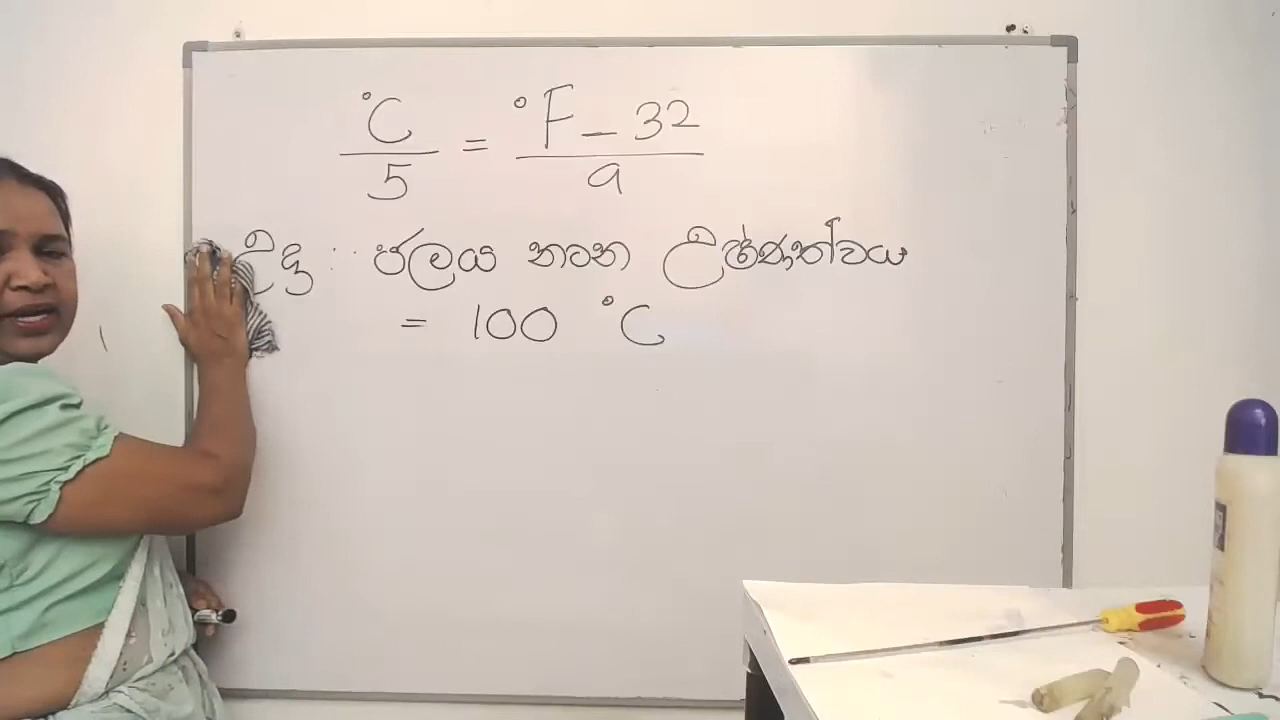 °C/5 = °F - 32/9
උදා : ජලය නටන උෂ්ණත්වය
= 100 °C